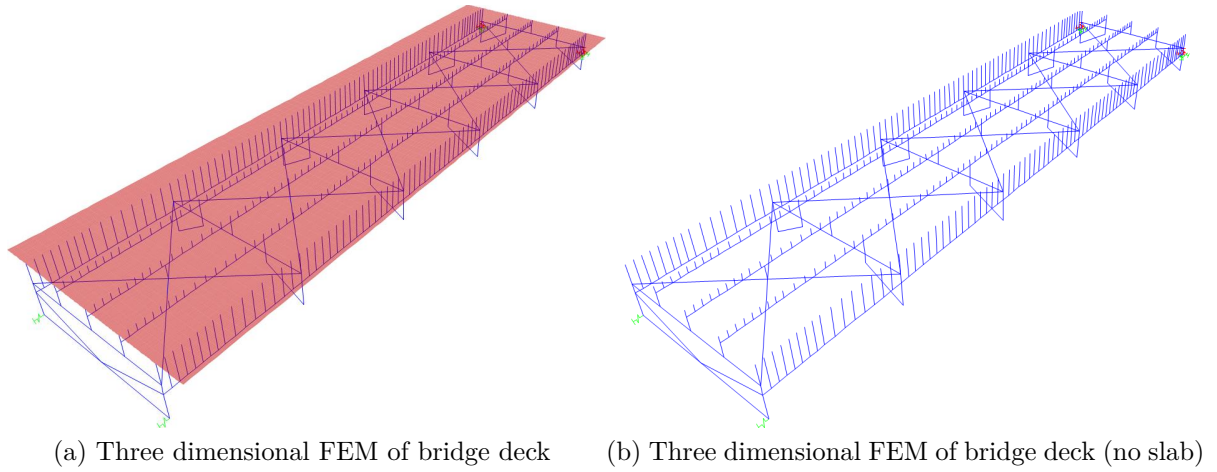 (a) Three dimensional FEM of bridge deck
(b) Three dimensional FEM of bridge deck (no slab)